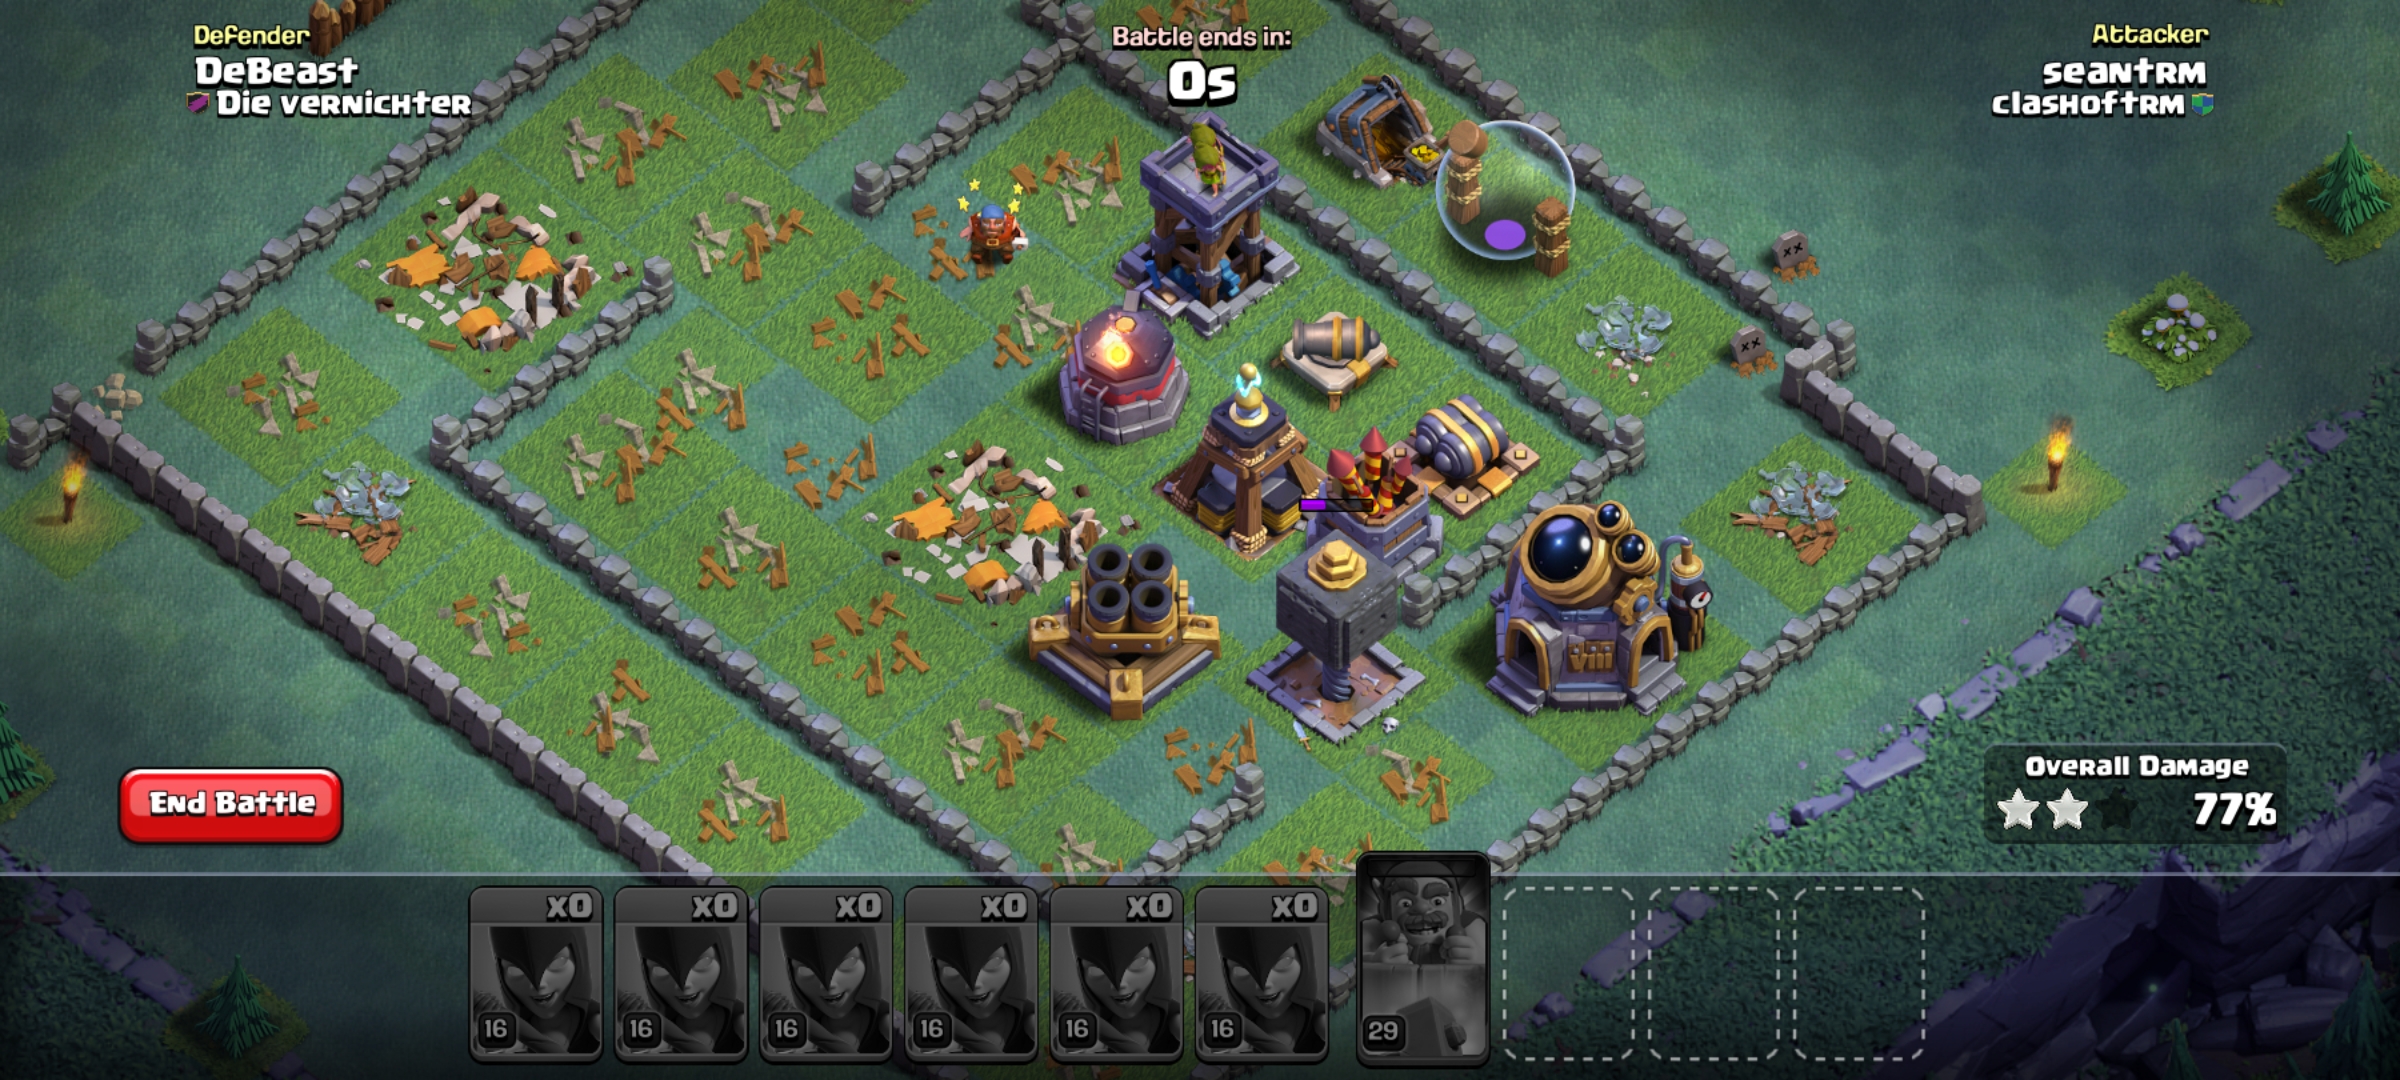 Defender
DeBeast
Die vernichter
Battle ends in:
0s
Attacker
seantrm
clashoftrm
VIII
End Battle
Overall Damage
77%
x0 x0 x0 x0 x0 x0
16 16 16 16 16 16 29